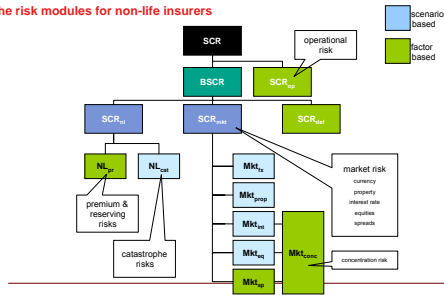 he risk modules for non-life insurers
scenario
based
factor
based
SCR
operational
risk
BSCR
SCRop
SCRnl
SCRmkt
SCRdef
NLpr
NLcat
Mktfx
market risk
currency
property
interest rate
equities
spreads
premium &
reserving
risks
Mktprop
catastrophe
risks
Mktint
Mktconc
Mkteq
concentration risk
Mktsp